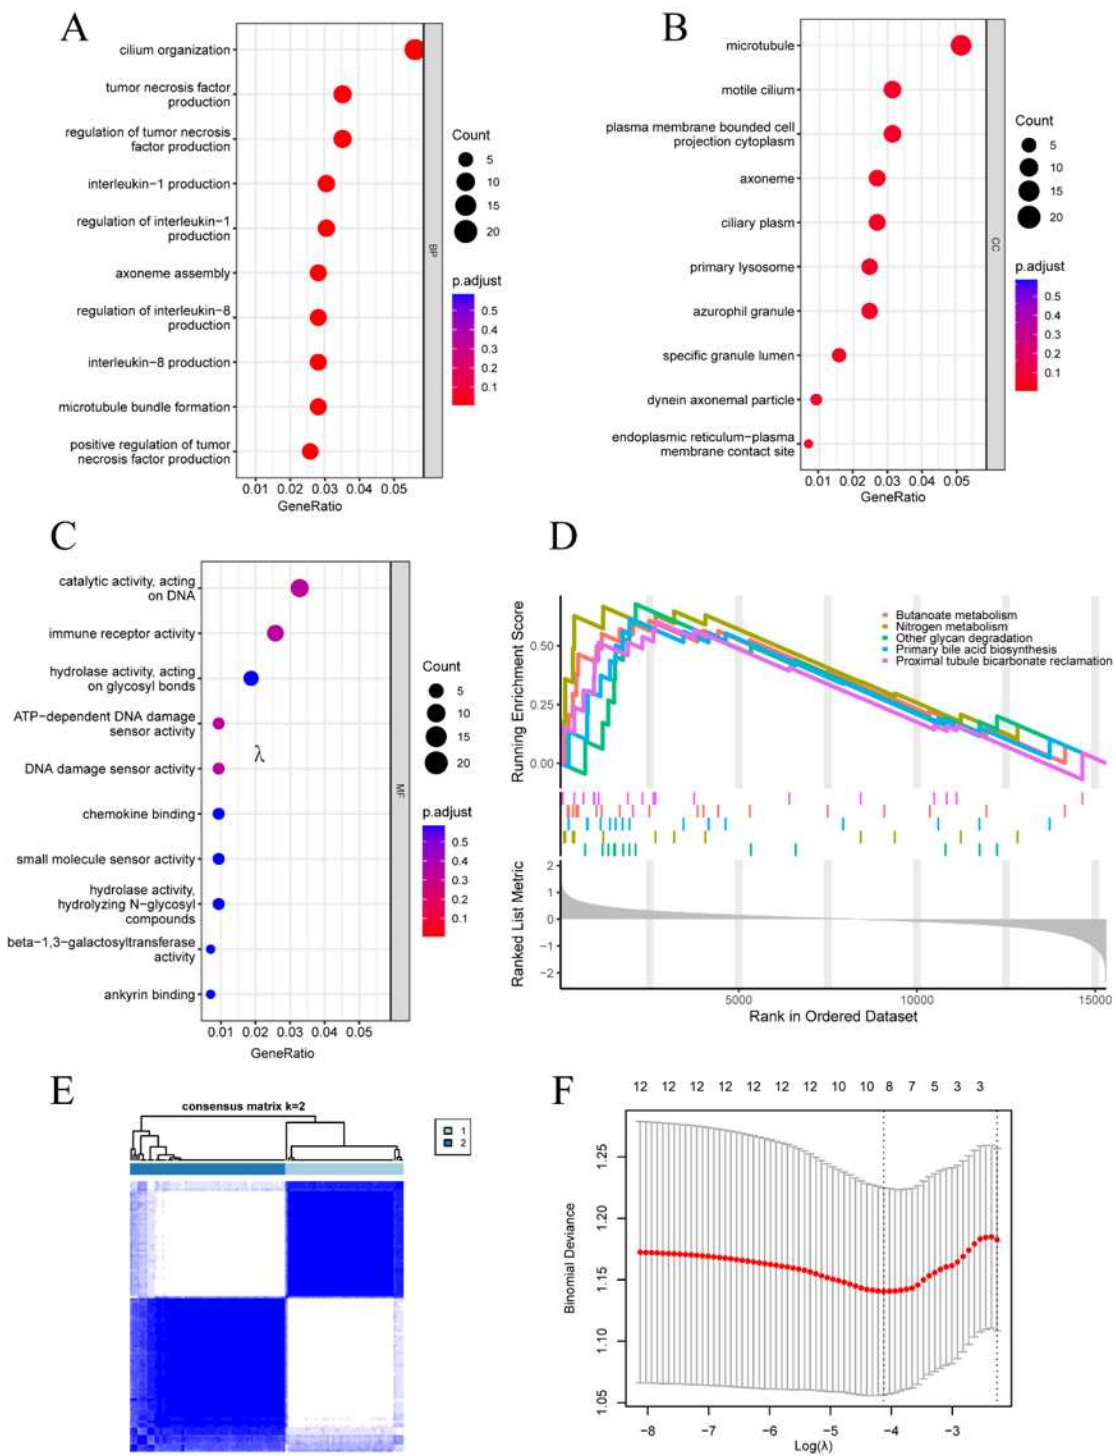 A
cilium organization
tumor necrosis factor
production
regulation of tumor necrosis
factor production
interleukin−1 production
regulation of interleukin−1
production
axoneme assembly
regulation of interleukin−8
production
interleukin−8 production
microtubule bundle formation
positive regulation of tumor
necrosis factor production
0.01 0.02 0.03 0.04 0.05
GeneRatio
BP
Count
5
10
15
20
p.adjust
0.5
0.4
0.3
0.2
0.1
B
microtubule
motile cilium
plasma membrane bounded cell
projection cytoplasm
axoneme
ciliary plasm
primary lysosome
azurophil granule
specific granule lumen
dynein axonemal particle
endoplasmic reticulum−plasma
membrane contact site
0.01 0.02 0.03 0.04 0.05
GeneRatio
CC
Count
5
10
15
20
p.adjust
0.5
0.4
0.3
0.2
0.1
C
catalytic activity, acting
on DNA
immune receptor activity
hydrolase activity, acting
on glycosyl bonds
ATP−dependent DNA damage
sensor activity
DNA damage sensor activity
chemokine binding
small molecule sensor activity
hydrolase activity,
hydrolyzing N−glycosyl
compounds
beta−1,3−galactosyltransferase
activity
ankyrin binding
λ
0.01 0.02 0.03 0.04 0.05
GeneRatio
MF
Count
5
10
15
20
p.adjust
0.5
0.4
0.3
0.2
0.1
D
Running Enrichment Score
0.50
0.25
0.00
Butanoate metabolism
Nitrogen metabolism
Other glycan degradation
Primary bile acid biosynthesis
Proximal tubule bicarbonate reclamation
Ranked List Metric
2
1
0
−1
−2
5000 10000 15000
Rank in Ordered Dataset
E
consensus matrix k=2
1
2
F
12 12 12 12 12 12 12 10 10 8 7 5 3 3
Binomial Deviance
1.25
1.20
1.15
1.10
1.05
−8 −7 −6 −5 −4 −3
Log(λ)